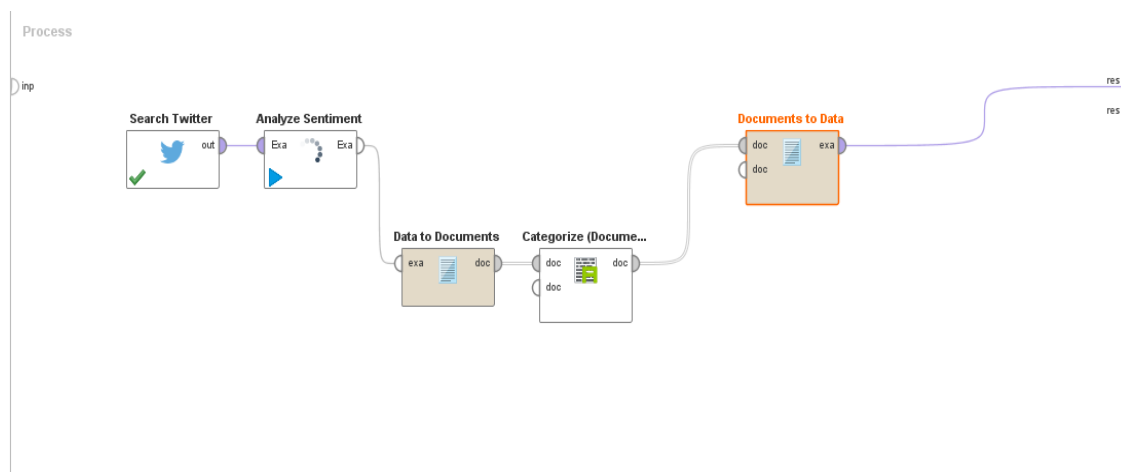 Process
inp
res
res
Search Twitter
out
Analyze Sentiment
Exa
Exa
Data to Documents
exa
doc
Categorize (Docume...
doc
doc
doc
Documents to Data
doc
exa
doc